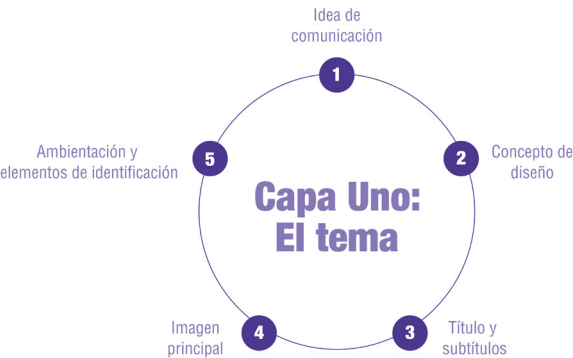 Idea de
comunicación
1
2
Concepto de
diseño
5
Ambientación y
elementos de identificación
Capa Uno:
El tema
4
Imagen
principal
3
Título y
subtítulos